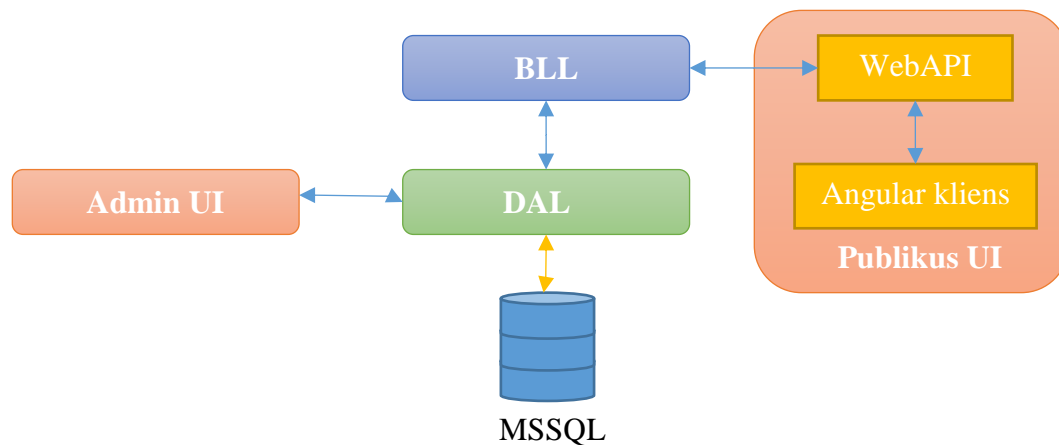 BLL
WebAPI
Admin UI
DAL
Angular kliens
Publikus UI
MSSQL